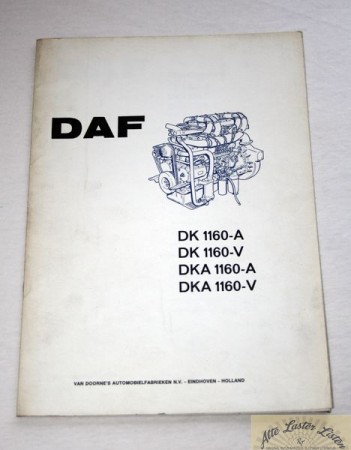 DAF
DK 1160-A
DK 1160-V
DKA 1160-A
DKA 1160-V
VAN DOORNE'S AUTOMOBIELFABRIEKEN N.V. - EINDHOVEN - HOLLAND
Alte Laster Listen